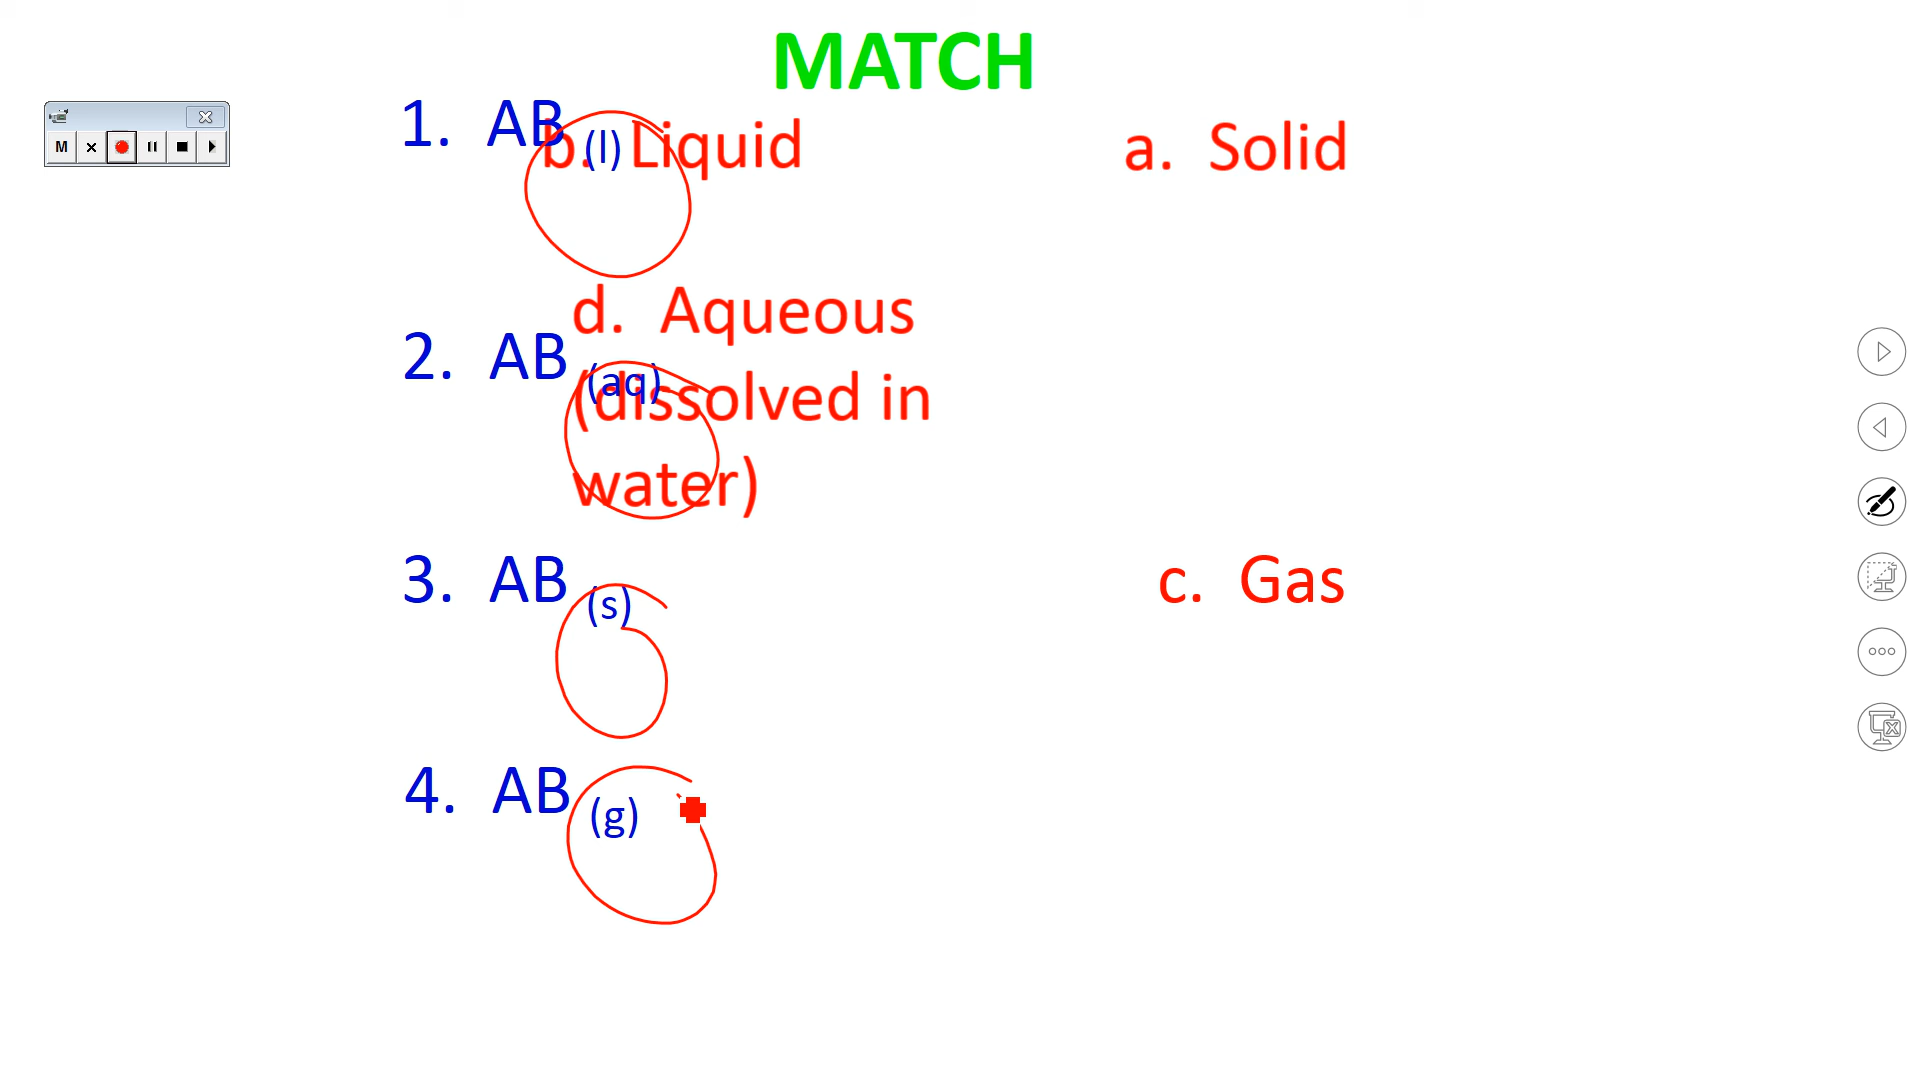 MATCH
1. AB (l)
b. Liquid
a. Solid
2. AB (aq)
d. Aqueous
(dissolved in
water)
3. AB (s)
c. Gas
4. AB (g)
M